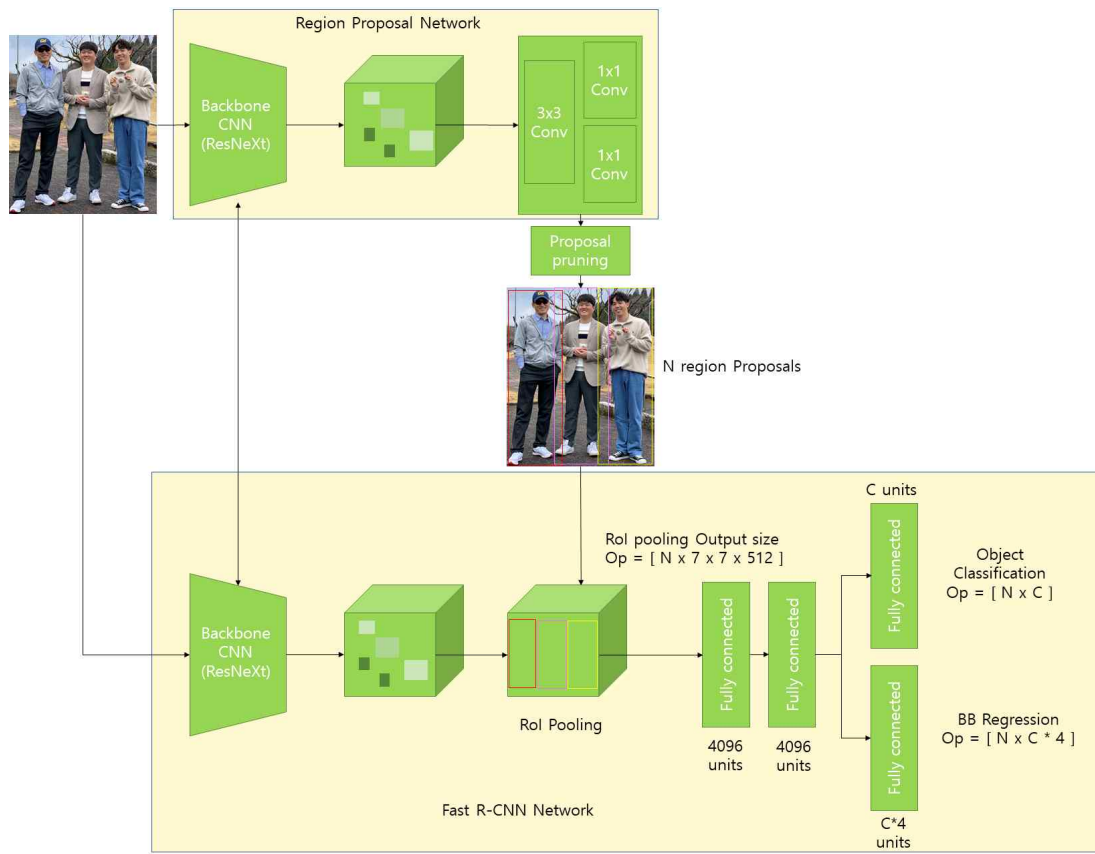 Region Proposal Network
Backbone
CNN
(ResNeXt)
3x3
Conv
1x1
Conv
1x1
Conv
Proposal
pruning
N region Proposals
Backbone
CNN
(ResNeXt)
RoI Pooling
RoI pooling Output size
Op = [ N x 7 x 7 x 512 ]
Fully connected
4096
units
Fully connected
4096
units
C units
Fully connected
Object
Classification
Op = [ N x C ]
Fully connected
C*4
units
BB Regression
Op = [ N x C * 4 ]
Fast R-CNN Network